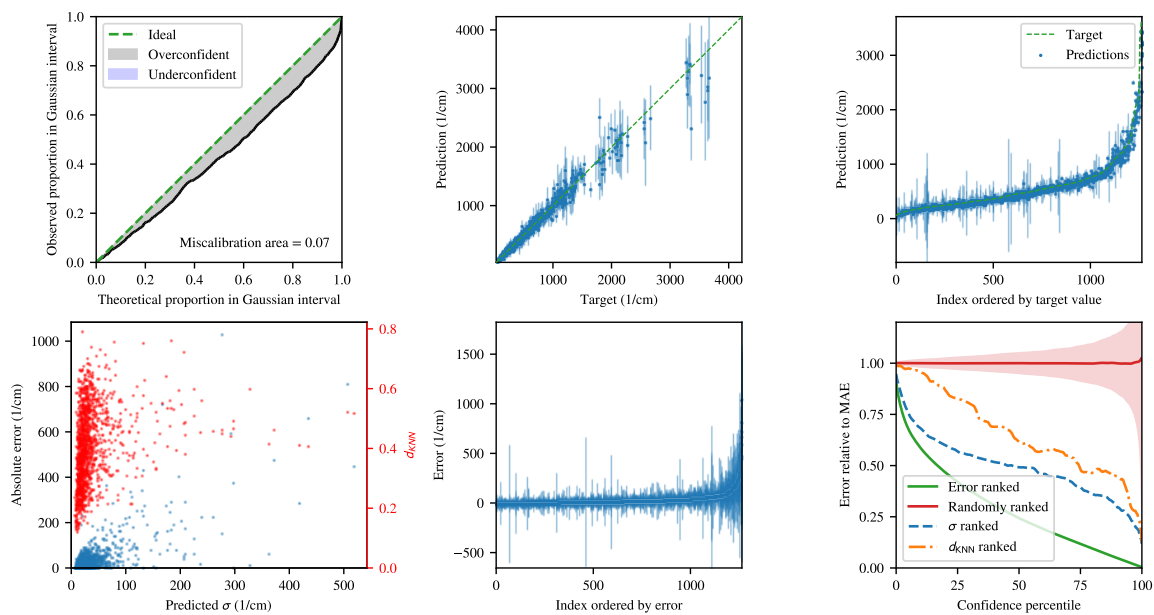 1.0
0.8
0.6
0.4
0.2
0.0
Observed proportion in Gaussian interval
Ideal
Overconfident
Underconfident
Miscalibration area = 0.07
0.0 0.2 0.4 0.6 0.8 1.0
Theoretical proportion in Gaussian interval
4000
3000
2000
1000
Prediction (1/cm)
1000 2000 3000 4000
Target (1/cm)
3000
2000
1000
0
Prediction (1/cm)
Target
Predictions
0 500 1000
Index ordered by target value
1000
800
600
400
200
0
Absolute error (1/cm)
0.8
0.6
0.4
0.2
0.0
d_KNN
0 100 200 300 400 500
Predicted σ (1/cm)
1500
1000
500
0
−500
Error (1/cm)
0 500 1000
Index ordered by error
1.00
0.75
0.50
0.25
0.00
Error relative to MAE
Error ranked
Randomly ranked
σ ranked
d_KNN ranked
0 25 50 75 100
Confidence percentile